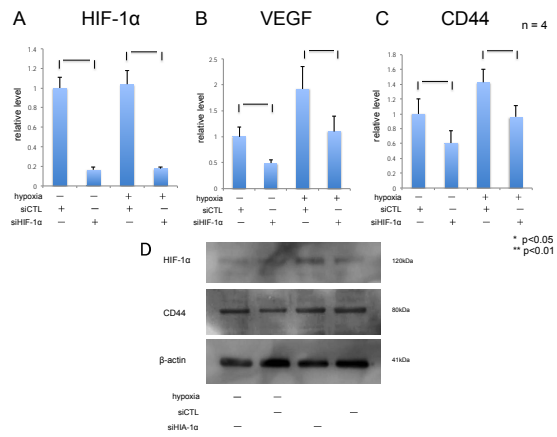 A HIF-1α
B VEGF
C CD44
n = 4
relative level
1.4
1.2
1
0.8
0.6
0.4
0.2
0
relative level
2.5
2
1.5
1
0.5
0
relative level
1.8
1.6
1.4
1.2
1
0.8
0.6
0.4
0.2
0
hypoxia — — + +
siCTL + — + —
siHIF-1α — + — +
hypoxia — — + +
siCTL + — + —
siHIF-1α — + — +
hypoxia — — + +
siCTL + — + —
siHIF-1α — + — +
* p<0.05
** p<0.01
D
HIF-1α 120kDa
CD44 80kDa
β-actin 41kDa
hypoxia — —
siCTL — —
siHIA-1α — —